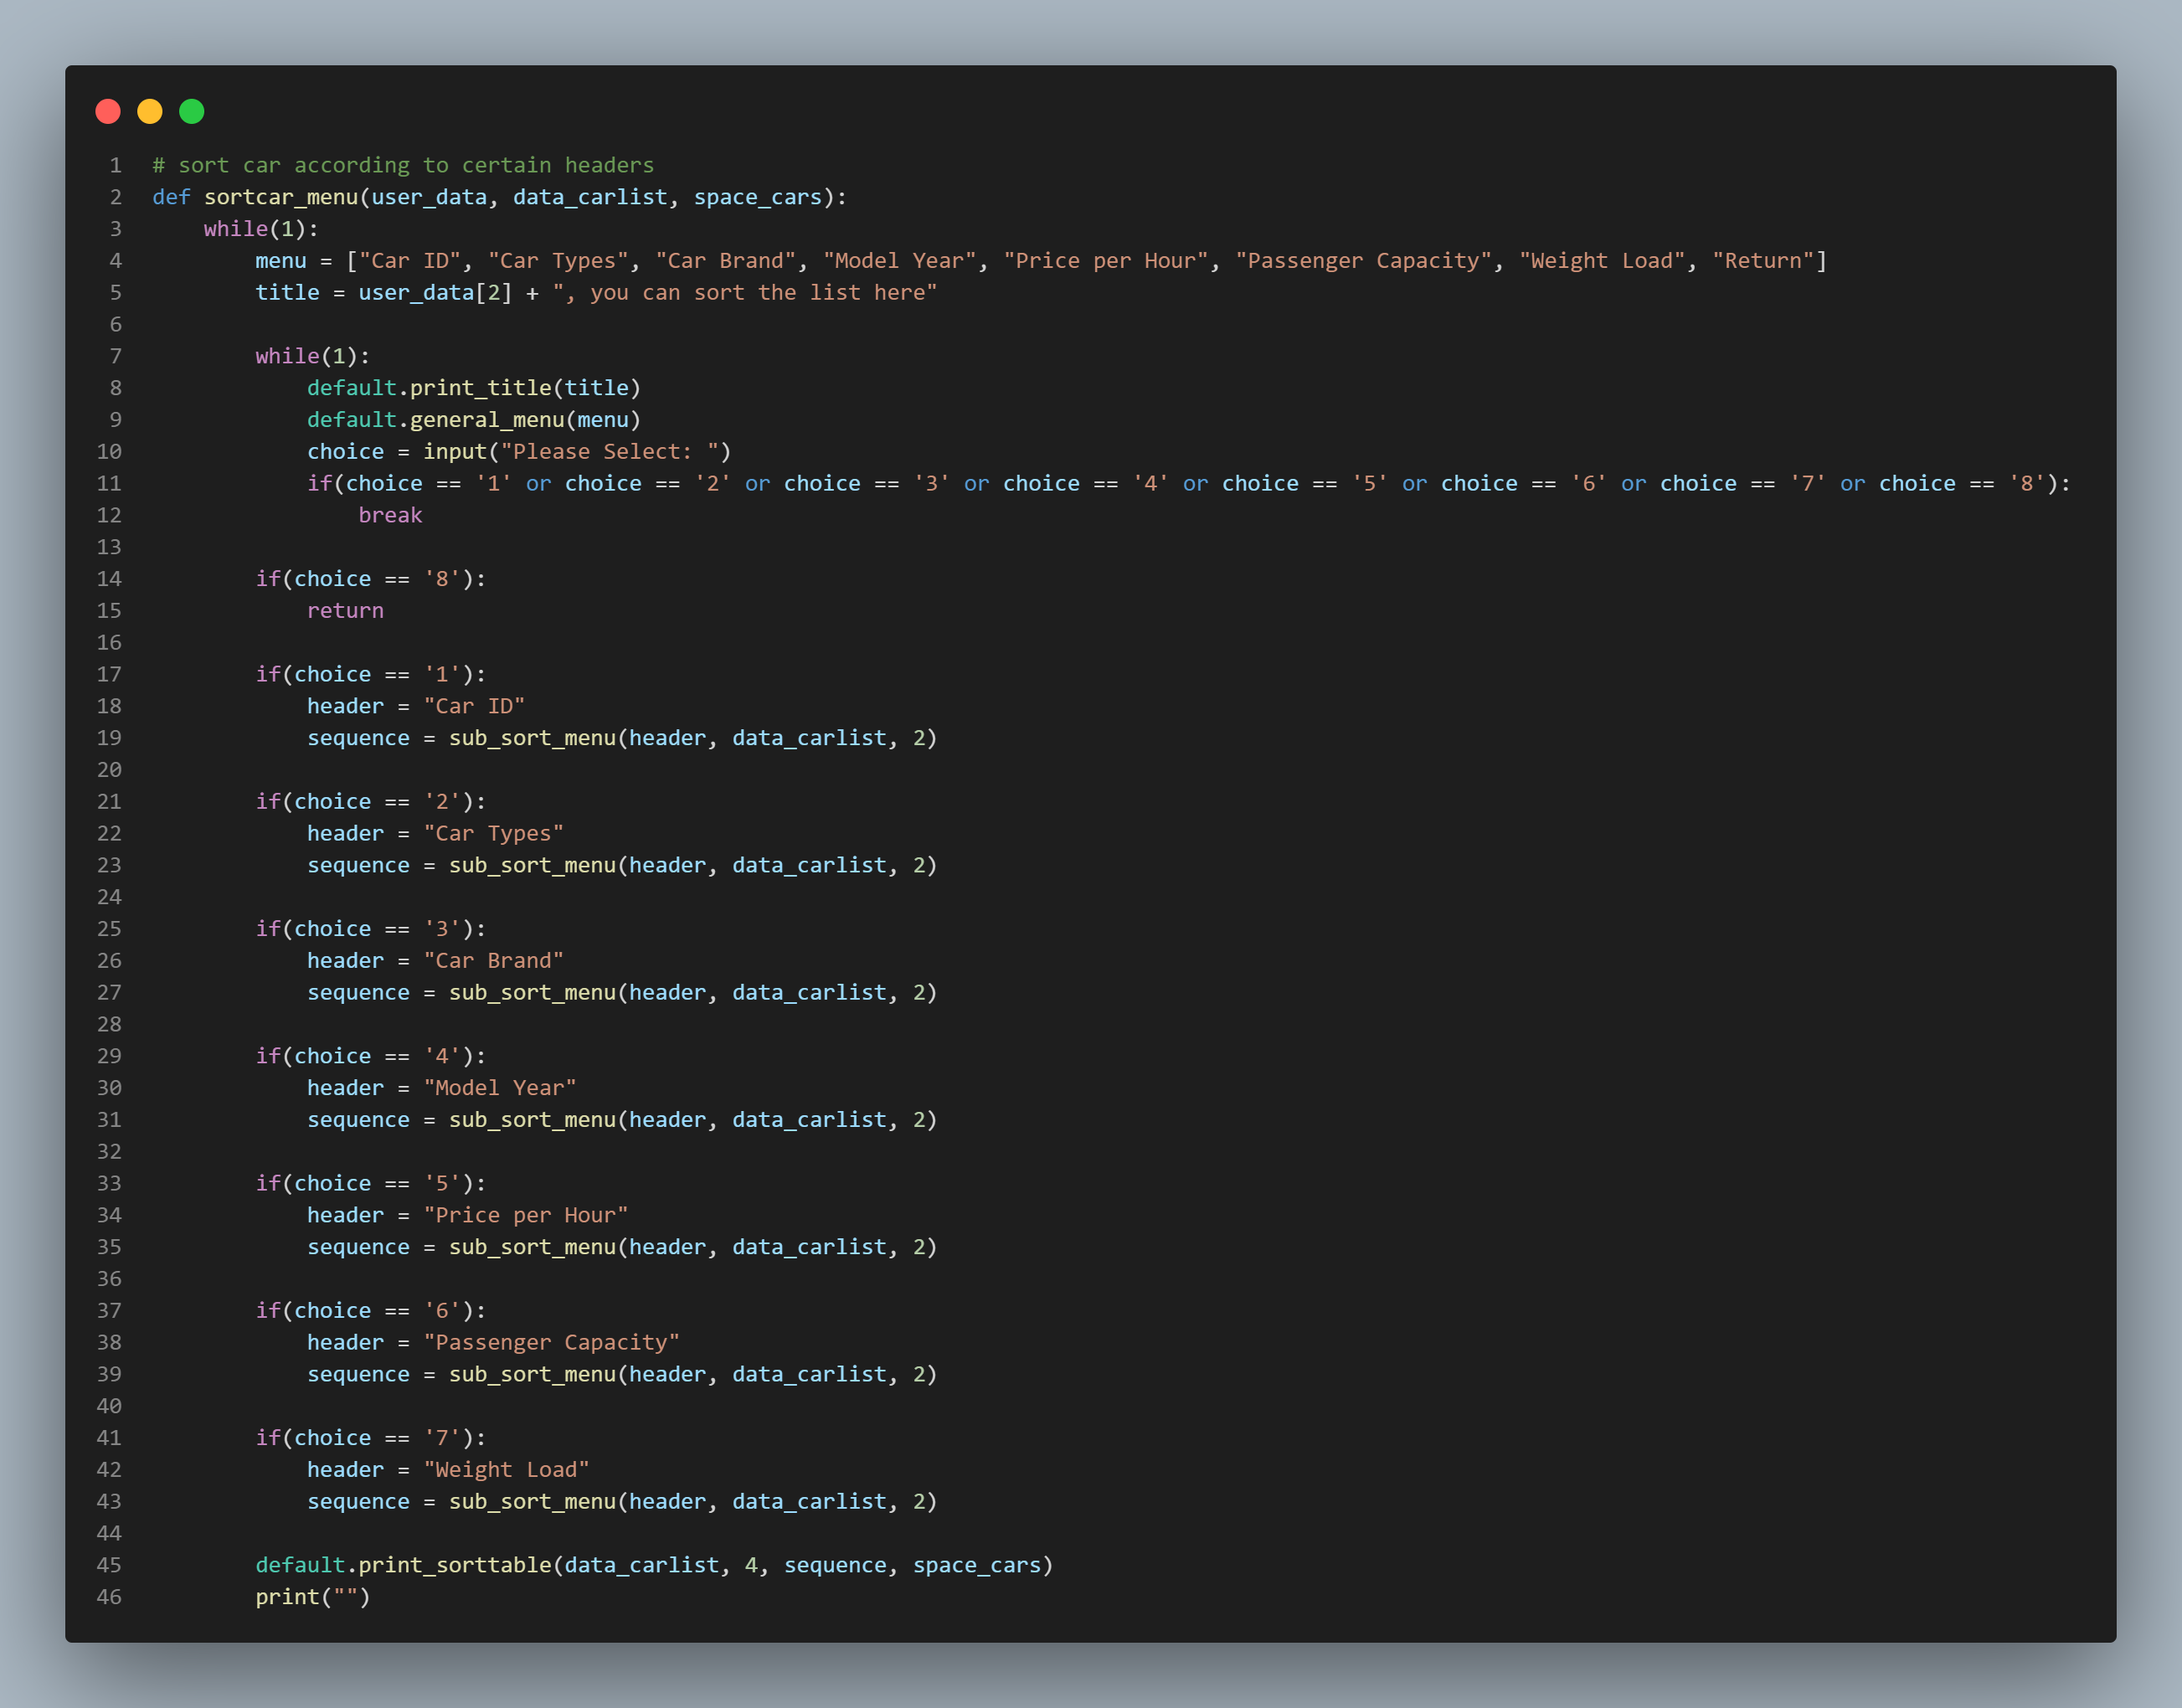 1 # sort car according to certain headers
2 def sortcar_menu(user_data, data_carlist, space_cars):
3     while(1):
4         menu = ["Car ID", "Car Types", "Car Brand", "Model Year", "Price per Hour", "Passenger Capacity", "Weight Load", "Return"]
5         title = user_data[2] + ", you can sort the list here"
6
7         while(1):
8             default.print_title(title)
9             default.general_menu(menu)
10             choice = input("Please Select: ")
11             if(choice == '1' or choice == '2' or choice == '3' or choice == '4' or choice == '5' or choice == '6' or choice == '7' or choice == '8'):
12                 break
13
14         if(choice == '8'):
15             return
16
17         if(choice == '1'):
18             header = "Car ID"
19             sequence = sub_sort_menu(header, data_carlist, 2)
20
21         if(choice == '2'):
22             header = "Car Types"
23             sequence = sub_sort_menu(header, data_carlist, 2)
24
25         if(choice == '3'):
26             header = "Car Brand"
27             sequence = sub_sort_menu(header, data_carlist, 2)
28
29         if(choice == '4'):
30             header = "Model Year"
31             sequence = sub_sort_menu(header, data_carlist, 2)
32
33         if(choice == '5'):
34             header = "Price per Hour"
35             sequence = sub_sort_menu(header, data_carlist, 2)
36
37         if(choice == '6'):
38             header = "Passenger Capacity"
39             sequence = sub_sort_menu(header, data_carlist, 2)
40
41         if(choice == '7'):
42             header = "Weight Load"
43             sequence = sub_sort_menu(header, data_carlist, 2)
44
45         default.print_sorttable(data_carlist, 4, sequence, space_cars)
46         print("")